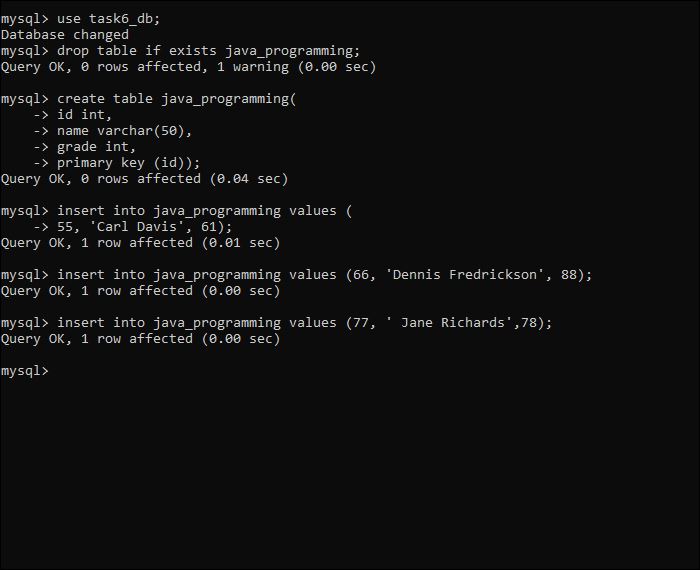 mysql> use task6_db;
Database changed
mysql> drop table if exists java_programming;
Query OK, 0 rows affected, 1 warning (0.00 sec)
mysql> create table java_programming(
    -> id int,
    -> name varchar(50),
    -> grade int,
    -> primary key (id));
Query OK, 0 rows affected (0.04 sec)
mysql> insert into java_programming values (
    -> 55, 'Carl Davis', 61);
Query OK, 1 row affected (0.01 sec)
mysql> insert into java_programming values (66, 'Dennis Fredrickson', 88);
Query OK, 1 row affected (0.00 sec)
mysql> insert into java_programming values (77, ' Jane Richards',78);
Query OK, 1 row affected (0.00 sec)
mysql>